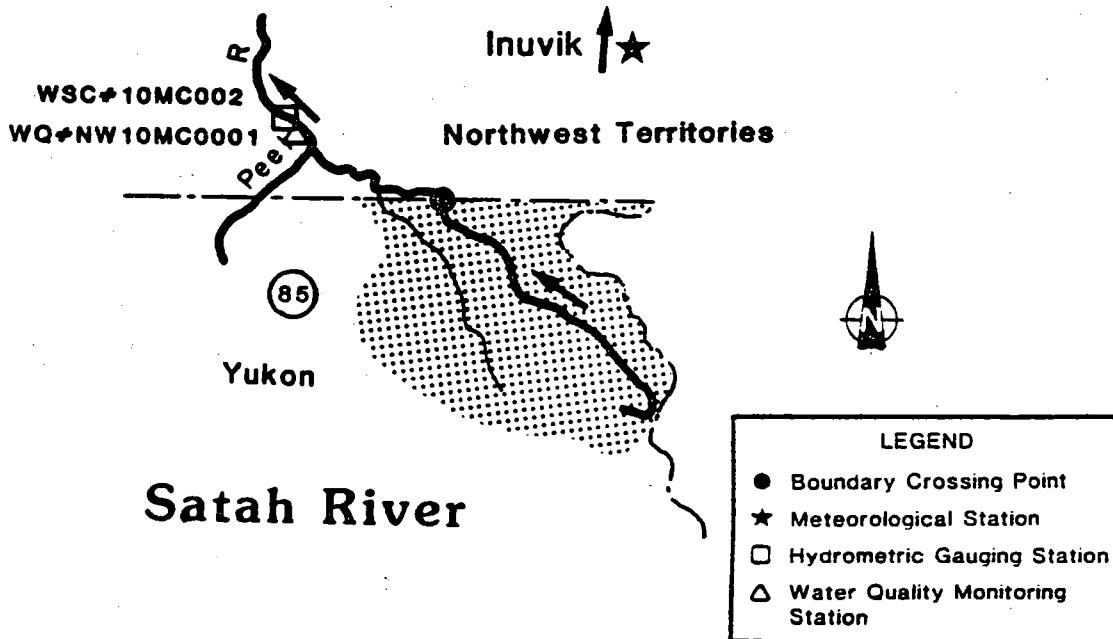 Inuvik
R
WSC#10MC002
WQ#NW10MC0001
Northwest Territories
Peel
85
N
Yukon
Satah River
LEGEND
Boundary Crossing Point
Meteorological Station
Hydrometric Gauging Station
Water Quality Monitoring
Station